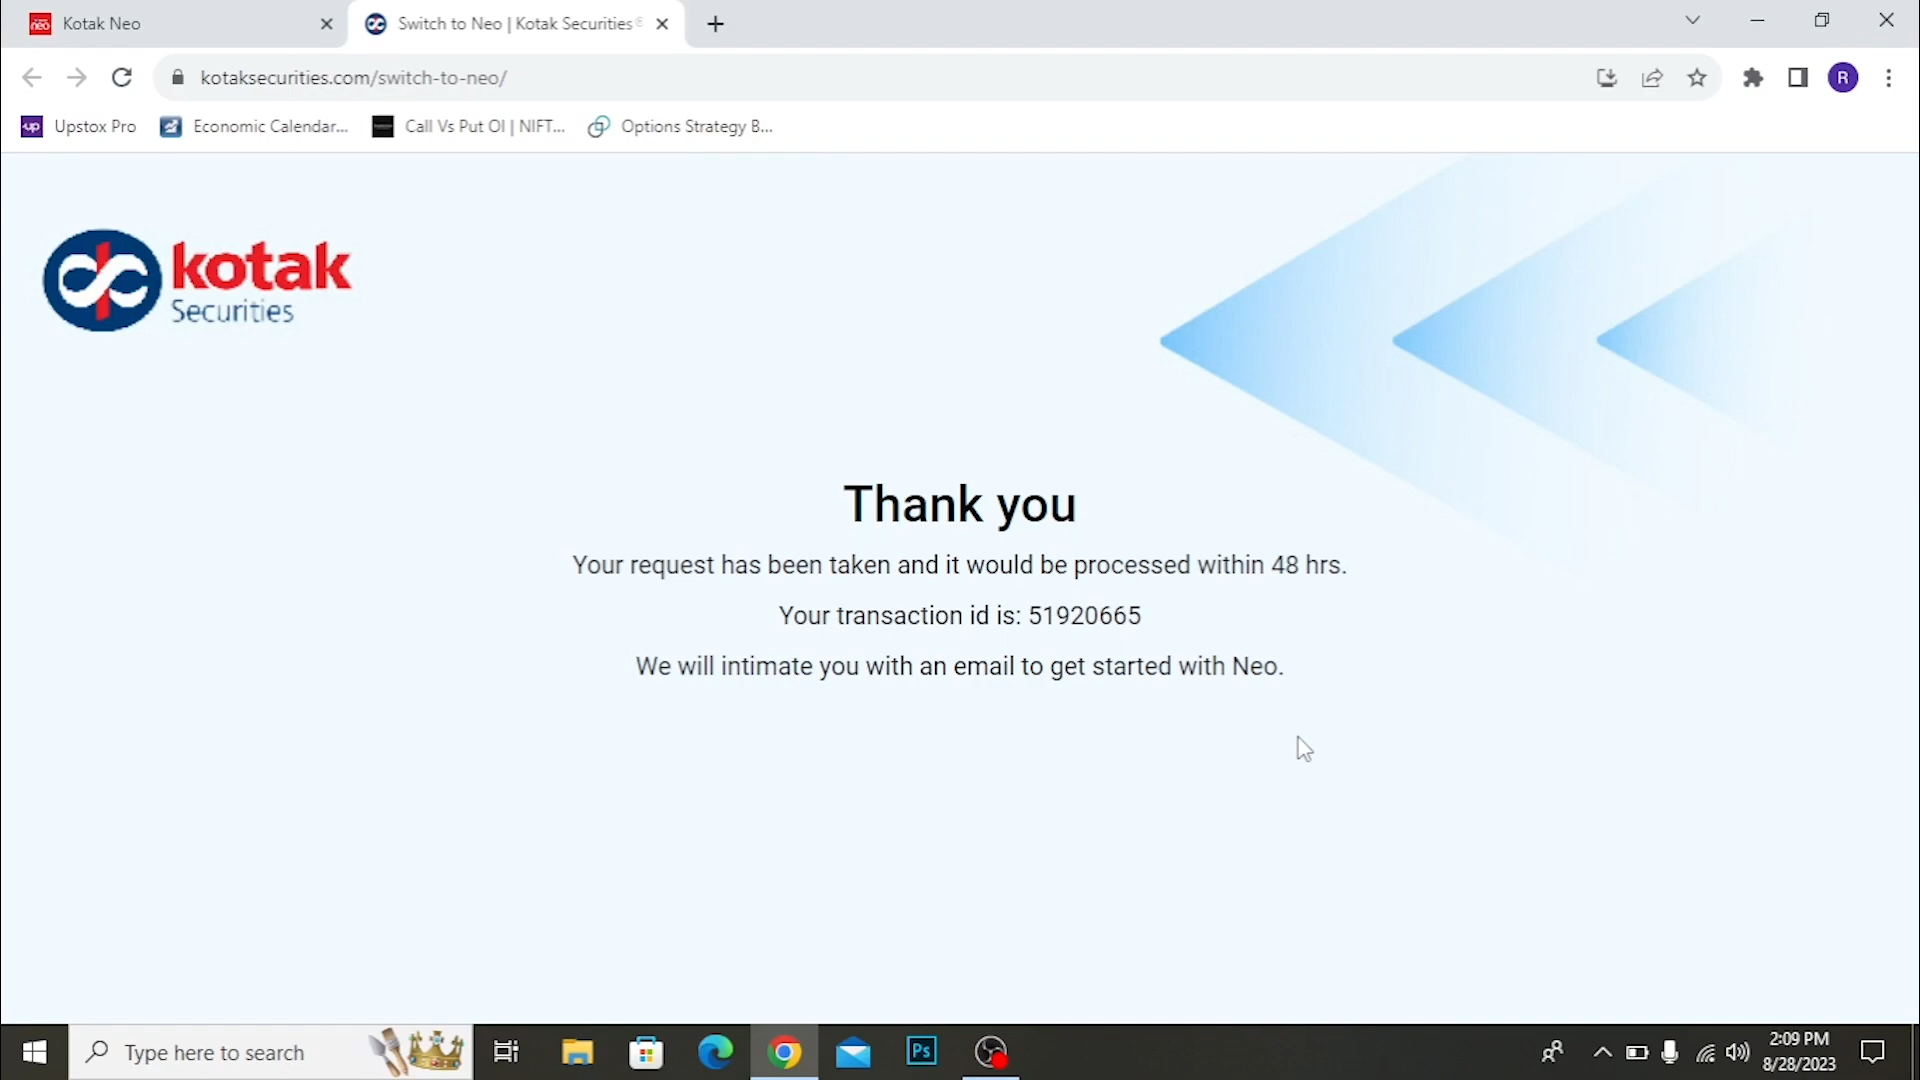 neo Kotak Neo
Switch to Neo | Kotak Securities
kotaksecurities.com/switch-to-neo/
R
up Upstox Pro
Economic Calendar...
Call Vs Put OI | NIFT...
Options Strategy B...
kotak
Securities
Thank you
Your request has been taken and it would be processed within 48 hrs.
Your transaction id is: 51920665
We will intimate you with an email to get started with Neo.
Type here to search
Ps
2:09 PM
8/28/2023